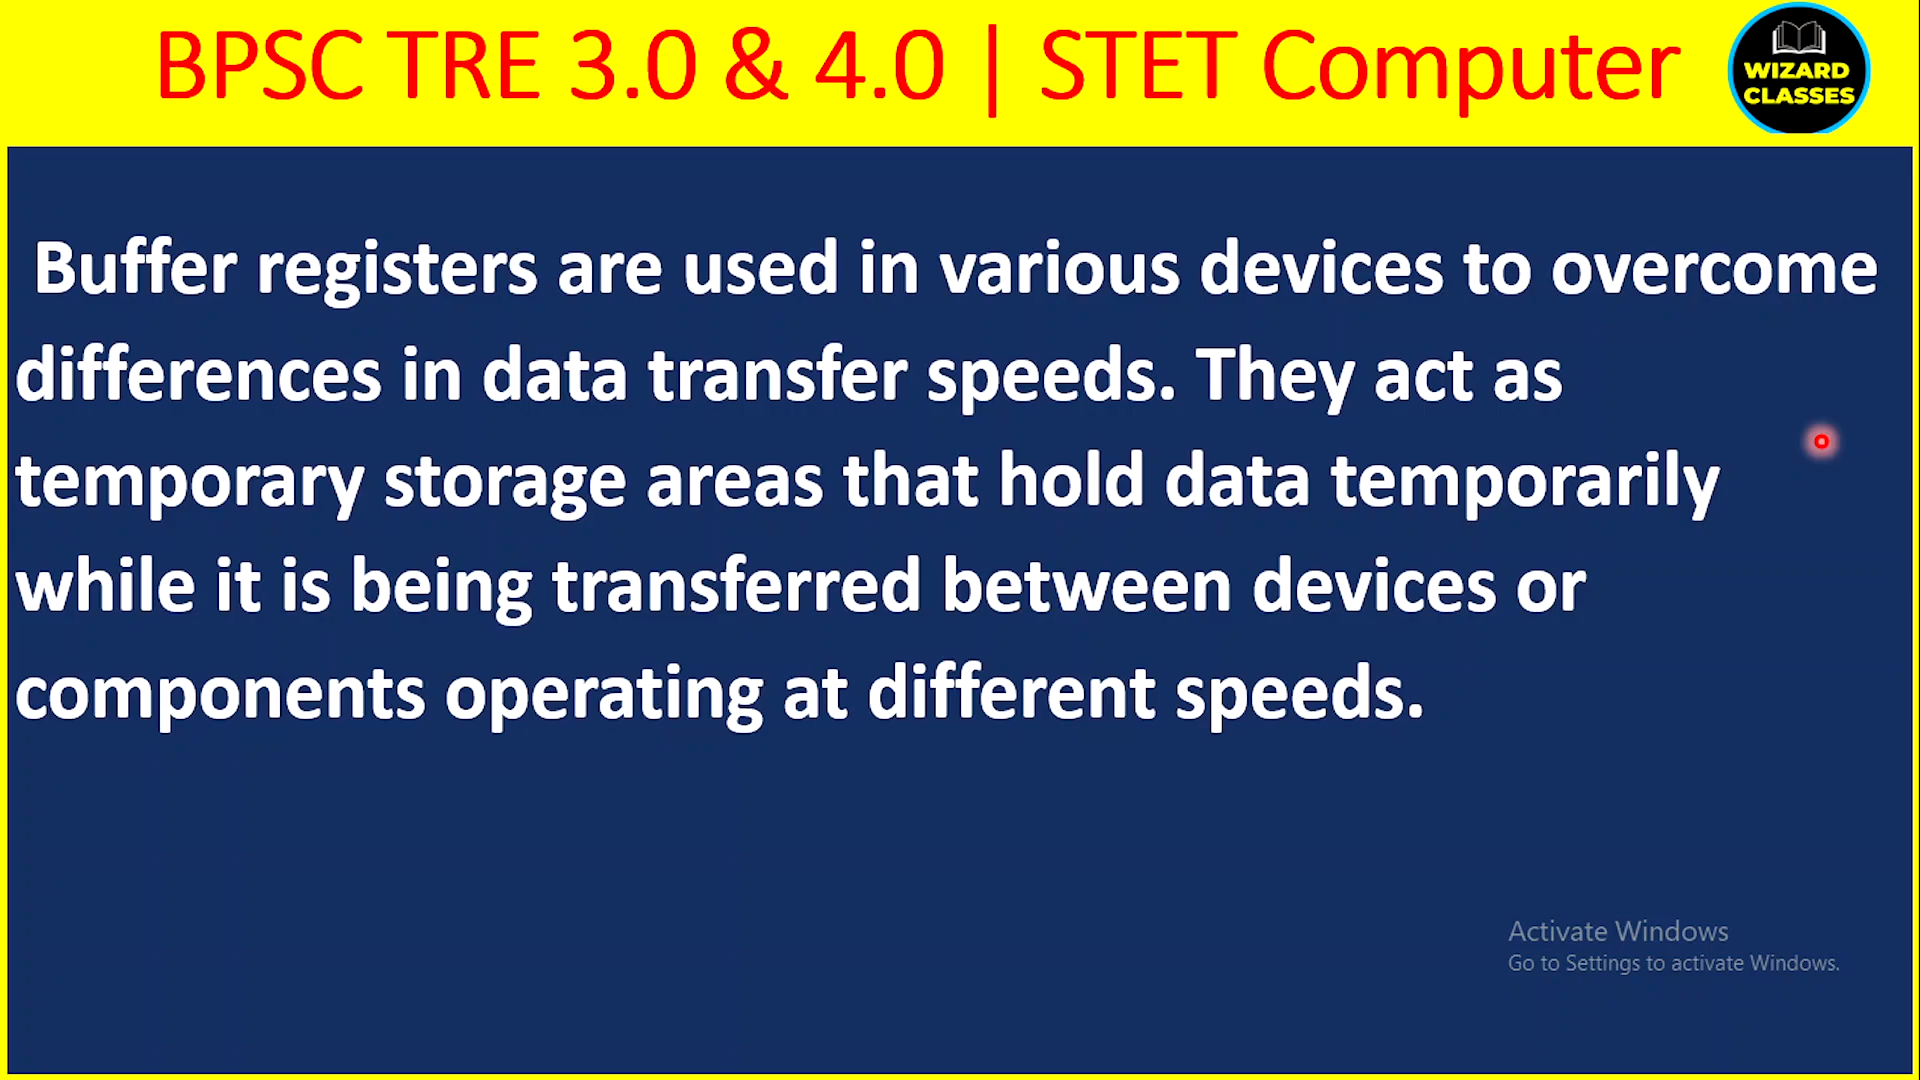 BPSC TRE 3.0 & 4.0 | STET Computer
WIZARD
CLASSES
Buffer registers are used in various devices to overcome
differences in data transfer speeds. They act as
temporary storage areas that hold data temporarily
while it is being transferred between devices or
components operating at different speeds.
Activate Windows
Go to Settings to activate Windows.